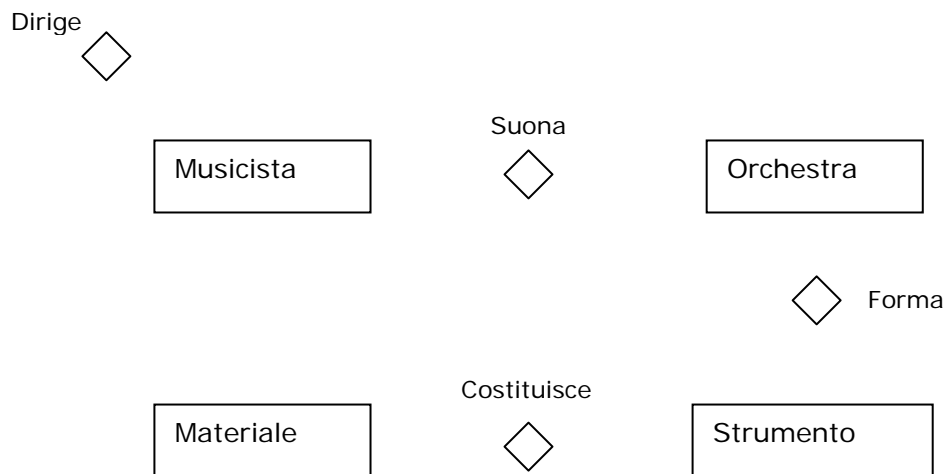 Dirige
Suona
Musicista
Orchestra
Forma
Costituisce
Materiale
Strumento